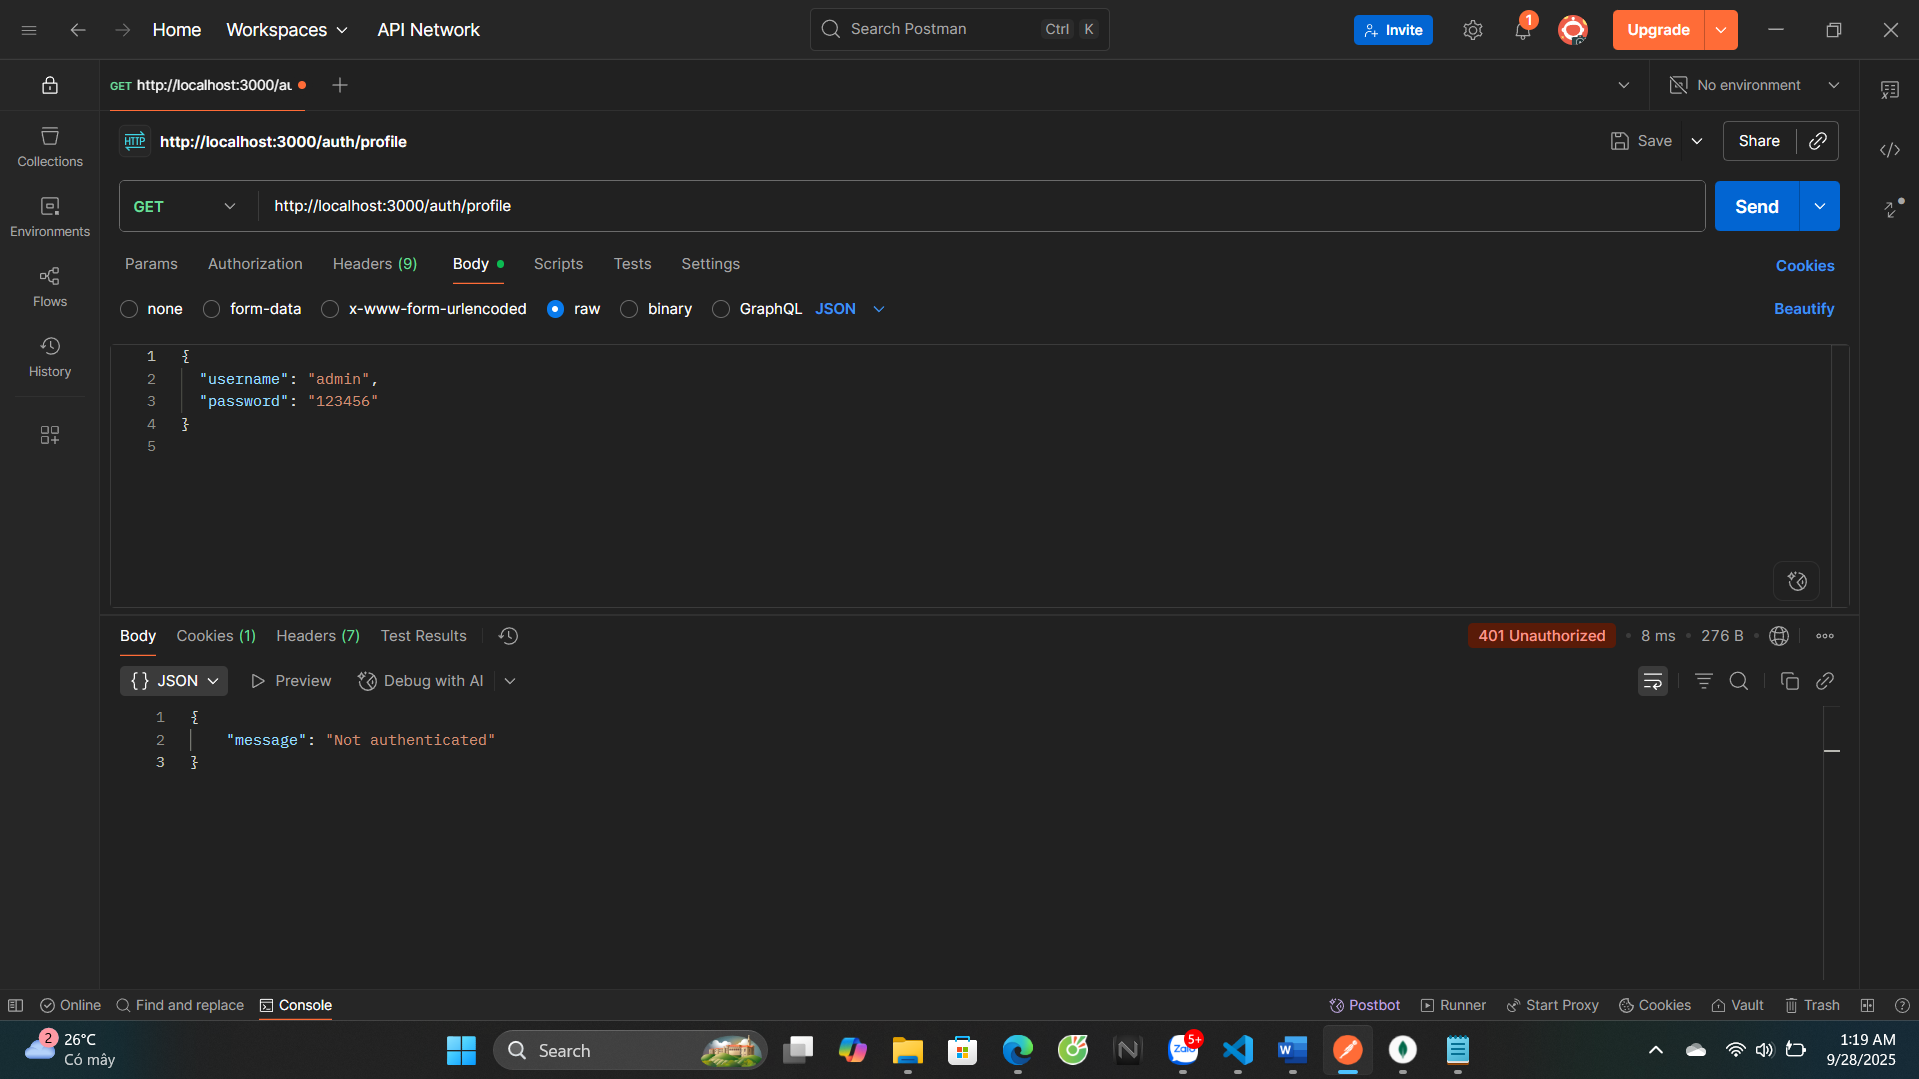 Home
Workspaces
API Network
Search Postman
Ctrl
K
Invite
1
Upgrade
GET http://localhost:3000/au
No environment
Collections
Environments
Flows
History
HTTP
http://localhost:3000/auth/profile
Save
Share
GET
http://localhost:3000/auth/profile
Send
Params
Authorization
Headers (9)
Body
Scripts
Tests
Settings
Cookies
none
form-data
x-www-form-urlencoded
raw
binary
GraphQL
JSON
Beautify
1 {
2 "username": "admin",
3 "password": "123456"
4 }
5
Body
Cookies (1)
Headers (7)
Test Results
401 Unauthorized
8 ms
276 B
{} JSON
Preview
Debug with AI
1 {
2 "message": "Not authenticated"
3 }
Online
Find and replace
Console
Postbot
Runner
Start Proxy
Cookies
Vault
Trash
2
26°C
Có mây
Search
Zalo
5+
W
1:19 AM
9/28/2025